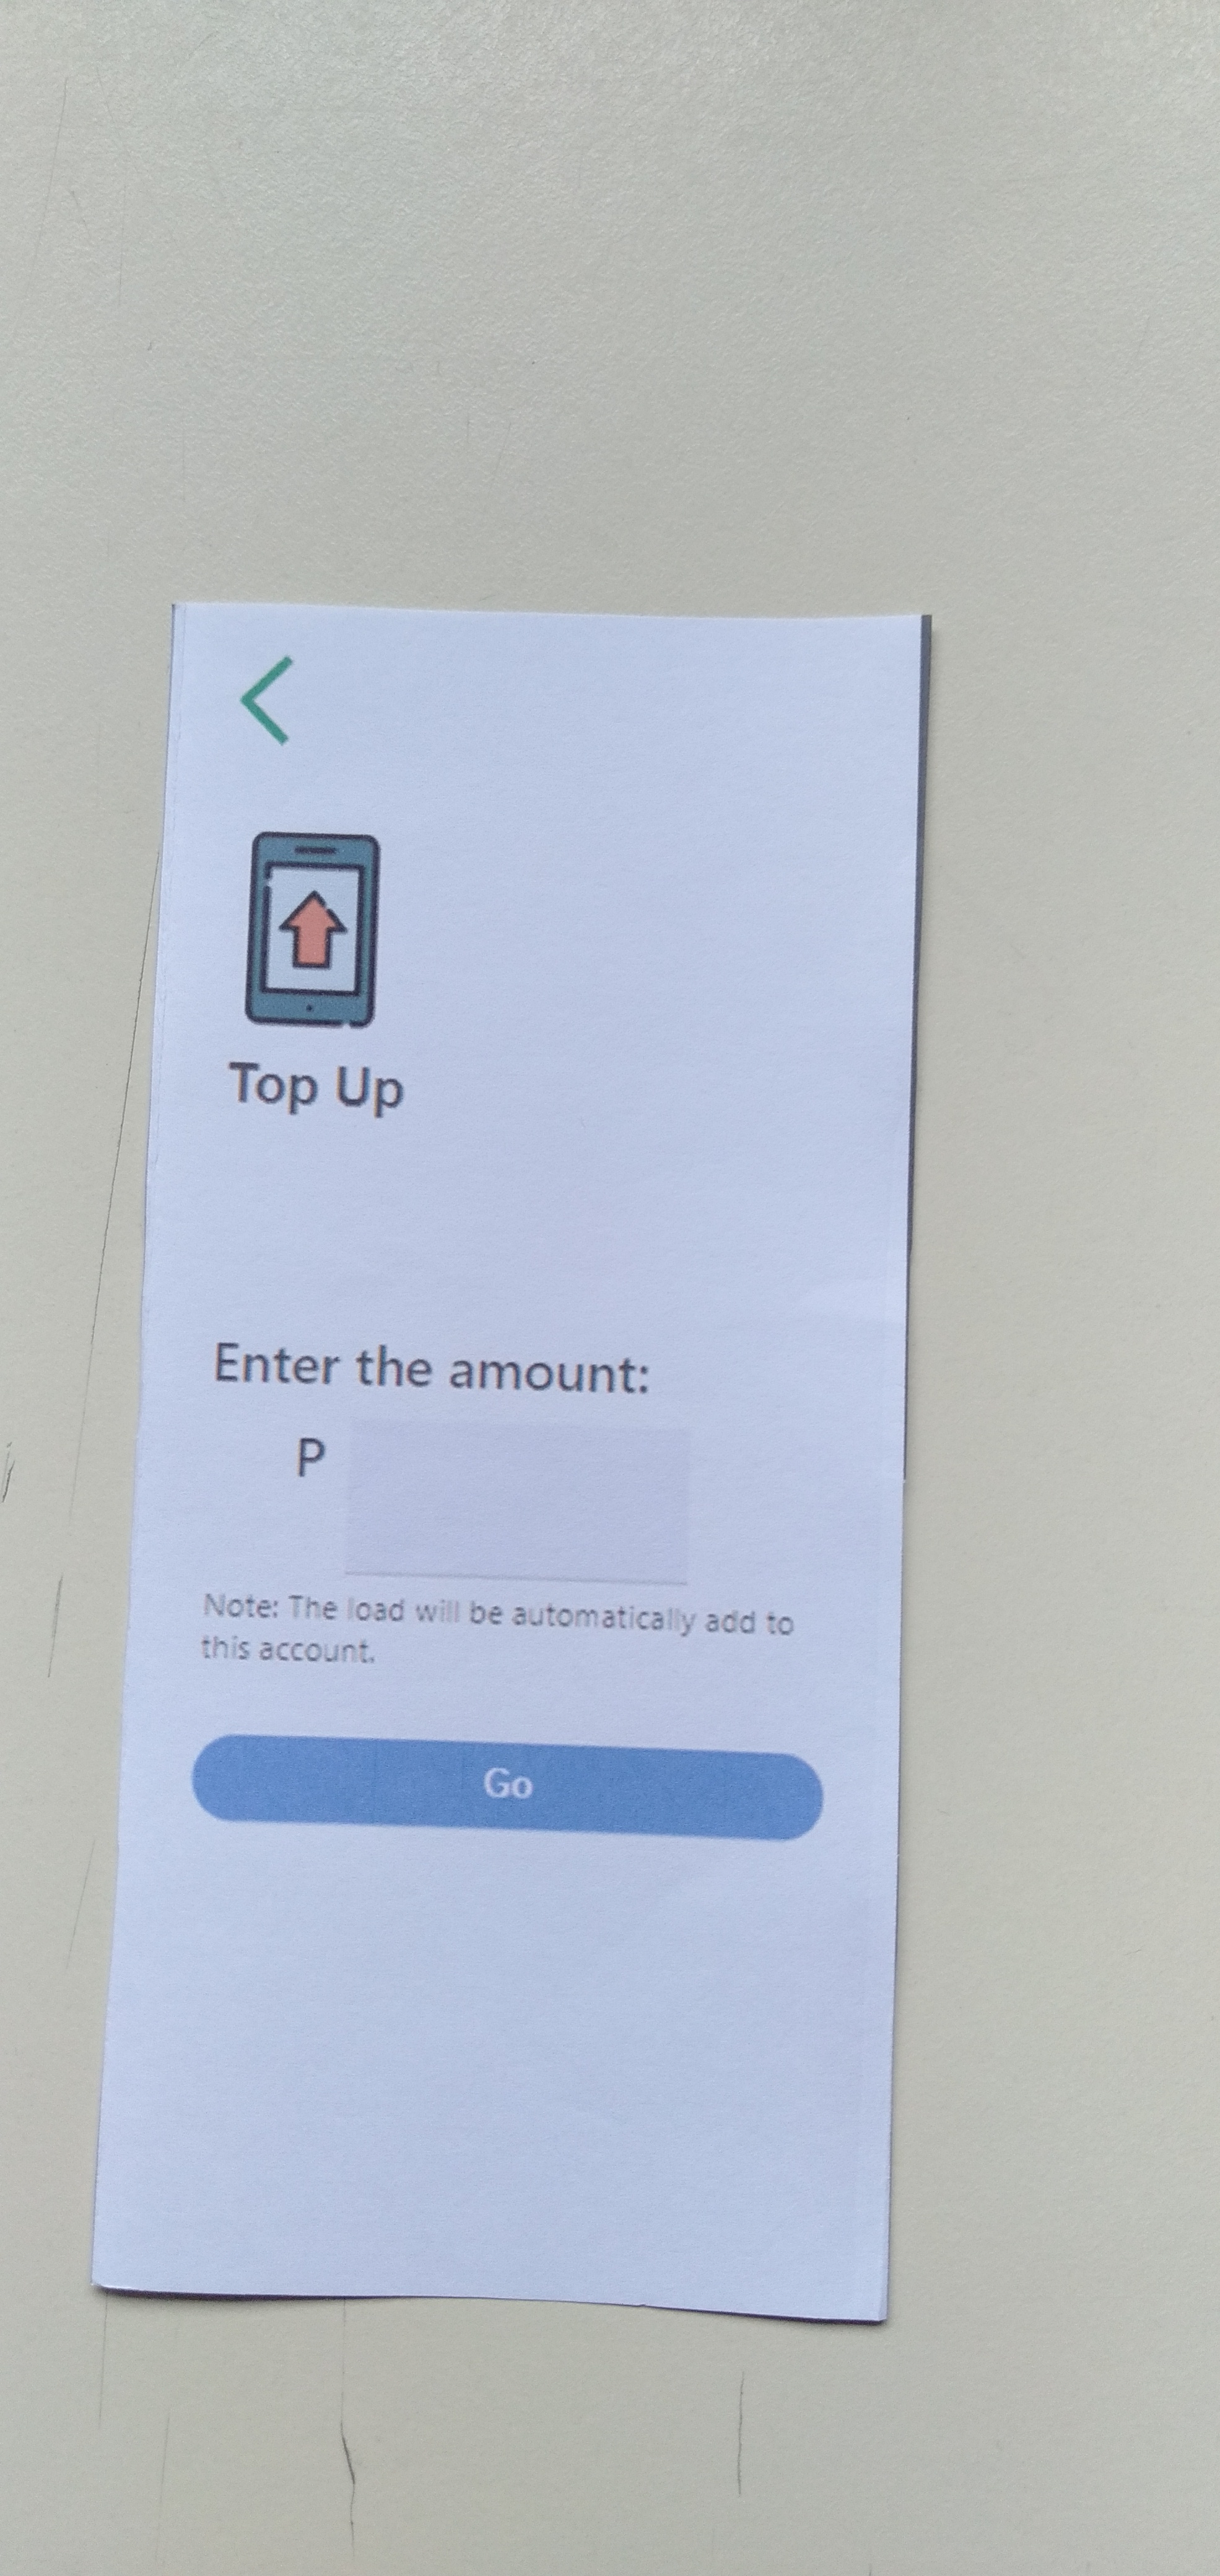 Top Up
Enter the amount:
P
Note: The load will be automatically add to
this account.
Go